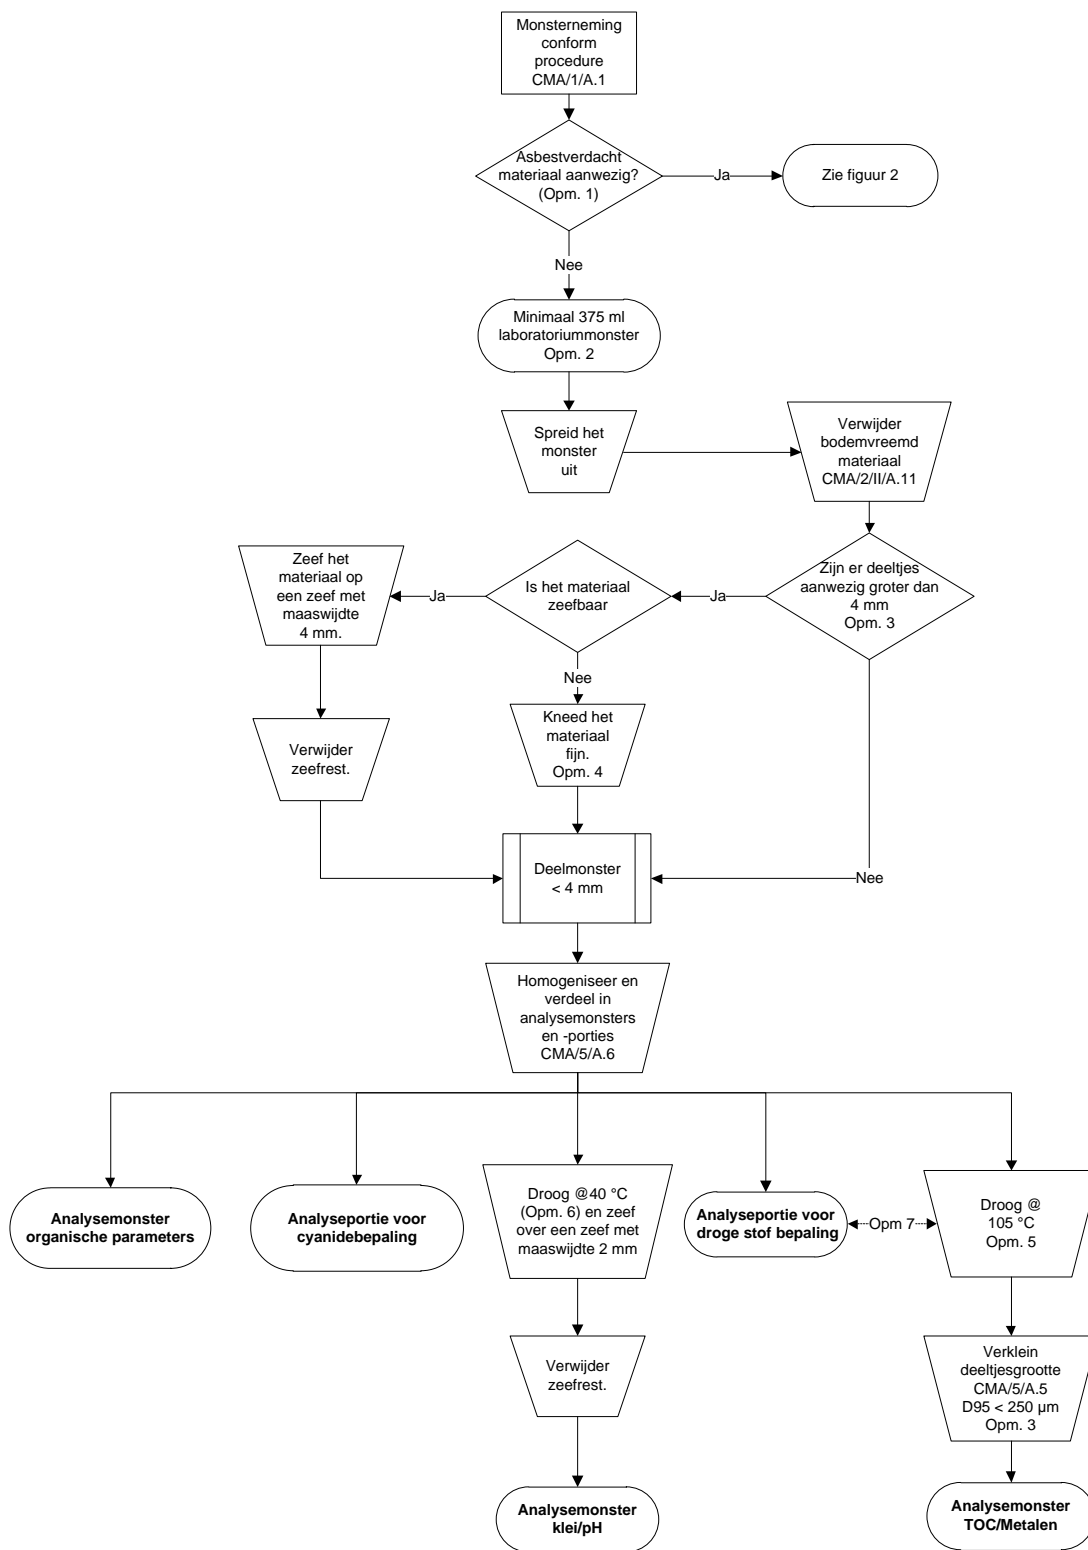 Monsterneming
conform
procedure
CMA/1/A.1
Asbestverdacht
materiaal aanwezig?
(Opm. 1)
Ja
Zie figuur 2
Nee
Minimaal 375 ml
laboratoriummonster
Opm. 2
Spreid het
monster
uit
Verwijder
bodemvreemd
materiaal
CMA/2/II/A.11
Zijn er deeltjes
aanwezig groter dan
4 mm
Opm. 3
Ja
Is het materiaal
zeefbaar
Ja
Zeef het
materiaal op
een zeef met
maaswijdte
4 mm.
Nee
Verwijder
zeefrest.
Kneed het
materiaal
fijn.
Opm. 4
Deelmonster
< 4 mm
Nee
Homogeniseer en
verdeel in
analysemonsters
en -porties
CMA/5/A.6
Analysemonster
organische parameters
Analyseportie voor
cyanidebepaling
Droog @40 °C
(Opm. 6) en zeef
over een zeef met
maaswijdte 2 mm
Analyseportie voor
droge stof bepaling
Opm 7
Droog @
105 °C
Opm. 5
Verwijder
zeefrest.
Verklein
deeltjesgrootte
CMA/5/A.5
D95 < 250 µm
Opm. 3
Analysemonster
klei/pH
Analysemonster
TOC/Metalen